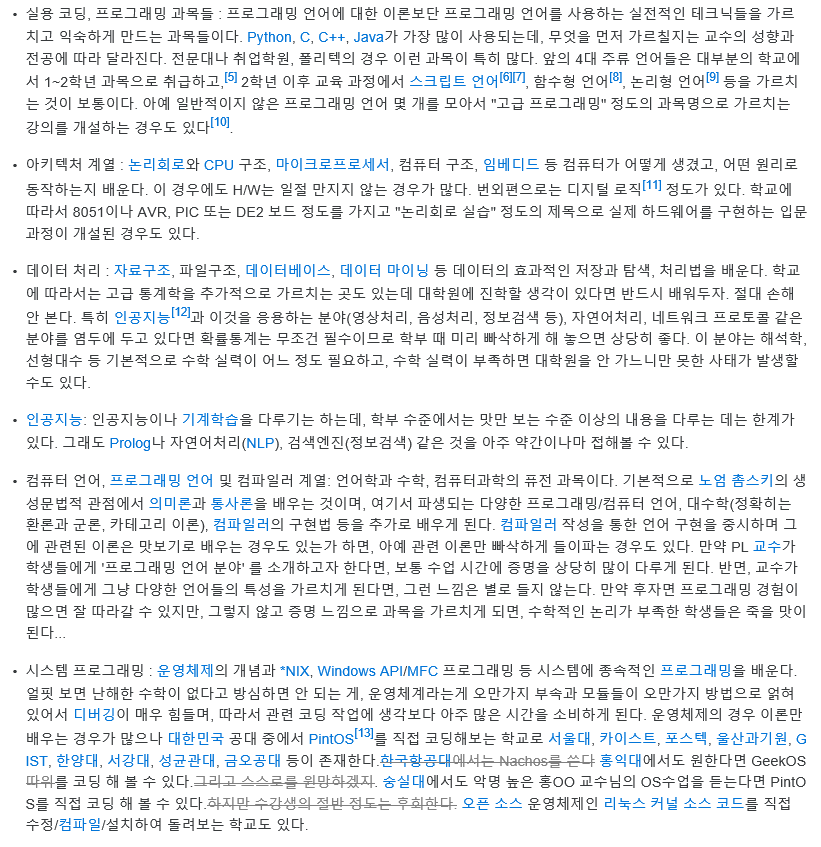 • 실용 코딩, 프로그래밍 과목들 : 프로그래밍 언어에 대한 이론보단 프로그래밍 언어를 사용하는 실전적인 테크닉들을 가르
치고 익숙하게 만드는 과목들이다. Python, C, C++, Java가 가장 많이 사용되는데, 무엇을 먼저 가르칠지는 교수의 성향과
전공에 따라 달라진다. 전문대나 취업학원, 폴리텍의 경우 이런 과목이 특히 많다. 앞의 4대 주류 언어들은 대부분의 학교에
서 1~2학년 과목으로 취급하고,[5] 2학년 이후 교육 과정에서 스크립트 언어[6][7], 함수형 언어[8], 논리형 언어[9] 등을 가르치
는 것이 보통이다. 아예 일반적이지 않은 프로그래밍 언어 몇 개를 모아서 "고급 프로그래밍" 정도의 과목명으로 가르치는
강의를 개설하는 경우도 있다[10].
• 아키텍처 계열 : 논리회로와 CPU 구조, 마이크로프로세서, 컴퓨터 구조, 임베디드 등 컴퓨터가 어떻게 생겼고, 어떤 원리로
동작하는지 배운다. 이 경우에도 H/W는 일절 만지지 않는 경우가 많다. 번외편으로는 디지털 로직[11] 정도가 있다. 학교에
따라서 8051이나 AVR, PIC 또는 DE2 보드 정도를 가지고 "논리회로 실습" 정도의 제목으로 실제 하드웨어를 구현하는 입문
과정이 개설된 경우도 있다.
• 데이터 처리 : 자료구조, 파일구조, 데이터베이스, 데이터 마이닝 등 데이터의 효과적인 저장과 탐색, 처리법을 배운다. 학교
에 따라서는 고급 통계학을 추가적으로 가르치는 곳도 있는데 대학원에 진학할 생각이 있다면 반드시 배워두자. 절대 손해
안 본다. 특히 인공지능[12]과 이것을 응용하는 분야(영상처리, 음성처리, 정보검색 등), 자연어처리, 네트워크 프로토콜 같은
분야를 염두에 두고 있다면 확률통계는 무조건 필수이므로 학부 때 미리 빠삭하게 해 놓으면 상당히 좋다. 이 분야는 해석학,
선형대수 등 기본적으로 수학 실력이 어느 정도 필요하고, 수학 실력이 부족하면 대학원을 안 가느니만 못한 사태가 발생할
수도 있다.
• 인공지능: 인공지능이나 기계학습을 다루기는 하는데, 학부 수준에서는 맛만 보는 수준 이상의 내용을 다루는 데는 한계가
있다. 그래도 Prolog나 자연어처리(NLP), 검색엔진(정보검색) 같은 것을 아주 약간이나마 접해볼 수 있다.
• 컴퓨터 언어, 프로그래밍 언어 및 컴파일러 계열: 언어학과 수학, 컴퓨터과학의 퓨전 과목이다. 기본적으로 노엄 촘스키의 생
성문법적 관점에서 의미론과 통사론을 배우는 것이며, 여기서 파생되는 다양한 프로그래밍/컴퓨터 언어, 대수학(정확히는
환론과 군론, 카테고리 이론), 컴파일러의 구현법 등을 추가로 배우게 된다. 컴파일러 작성을 통한 언어 구현을 중시하며 그
에 관련된 이론은 맛보기로 배우는 경우도 있는가 하면, 아예 관련 이론만 빠삭하게 들이파는 경우도 있다. 만약 PL 교수가
학생들에게 '프로그래밍 언어 분야' 를 소개하고자 한다면, 보통 수업 시간에 증명을 상당히 많이 다루게 된다. 반면, 교수가
학생들에게 그냥 다양한 언어들의 특성을 가르치게 된다면, 그런 느낌은 별로 들지 않는다. 만약 후자면 프로그래밍 경험이
많으면 잘 따라갈 수 있지만, 그렇지 않고 증명 느낌으로 과목을 가르치게 되면, 수학적인 논리가 부족한 학생들은 죽을 맛이
된다...
• 시스템 프로그래밍 : 운영체제의 개념과 *NIX, Windows API/MFC 프로그래밍 등 시스템에 종속적인 프로그래밍을 배운다.
얼핏 보면 난해한 수학이 없다고 방심하면 안 되는 게, 운영체계라는게 오만가지 부속과 모듈들이 오만가지 방법으로 얽혀
있어서 디버깅이 매우 힘들며, 따라서 관련 코딩 작업에 생각보다 아주 많은 시간을 소비하게 된다. 운영체제의 경우 이론만
배우는 경우가 많으나 대한민국 공대 중에서 PintOS[13]를 직접 코딩해보는 학교로 서울대, 카이스트, 포스텍, 울산과기원, G
IST, 한양대, 서강대, 성균관대, 금오공대 등이 존재한다.한국항공대에서는 Nachos를 쓴다 홍익대에서도 원한다면 GeekOS
따위를 코딩 해 볼 수 있다.그리고 스스로를 원망하겠지. 숭실대에서도 악명 높은 홍OO 교수님의 OS수업을 듣는다면 PintO
S를 직접 코딩 해 볼 수 있다.하지만 수강생의 절반 정도는 후회한다. 오픈 소스 운영체제인 리눅스 커널 소스 코드를 직접
수정/컴파일/설치하여 돌려보는 학교도 있다.